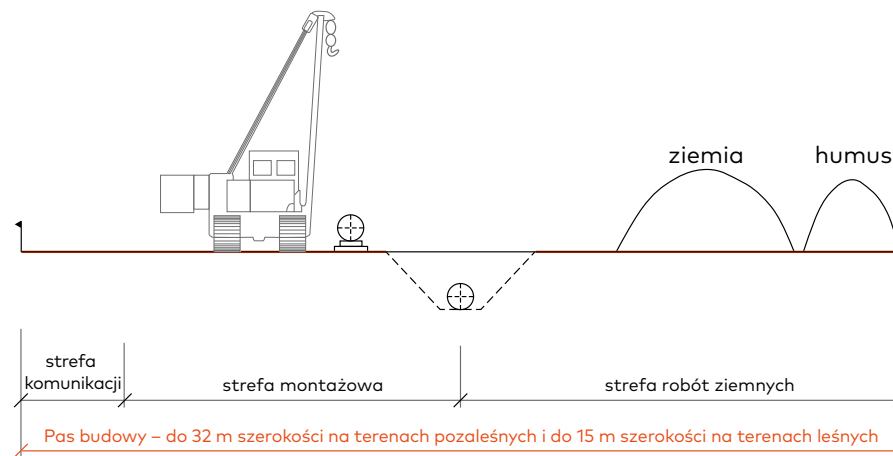 ziemia
humus
strefa
komunikacji
strefa montażowa
strefa robót ziemnych
Pas budowy – do 32 m szerokości na terenach pozaleśnych i do 15 m szerokości na terenach leśnych